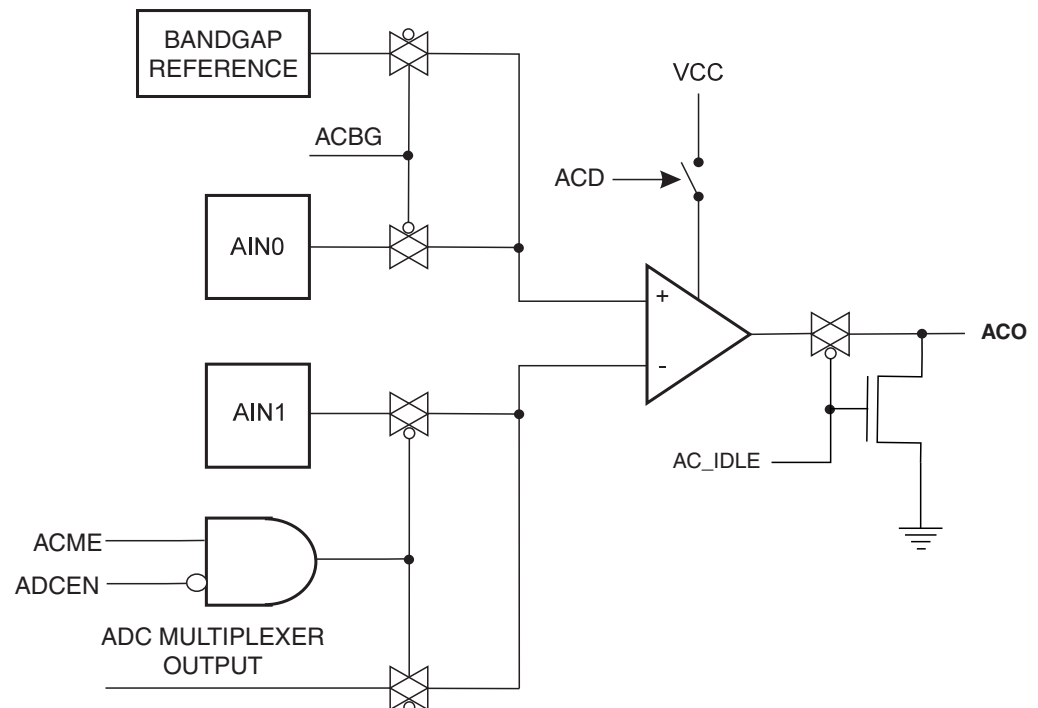 BANDGAP
REFERENCE
VCC
ACBG
ACD
AIN0
+
ACO
-
AIN1
AC_IDLE
ACME
ADCEN
ADC MULTIPLEXER
OUTPUT